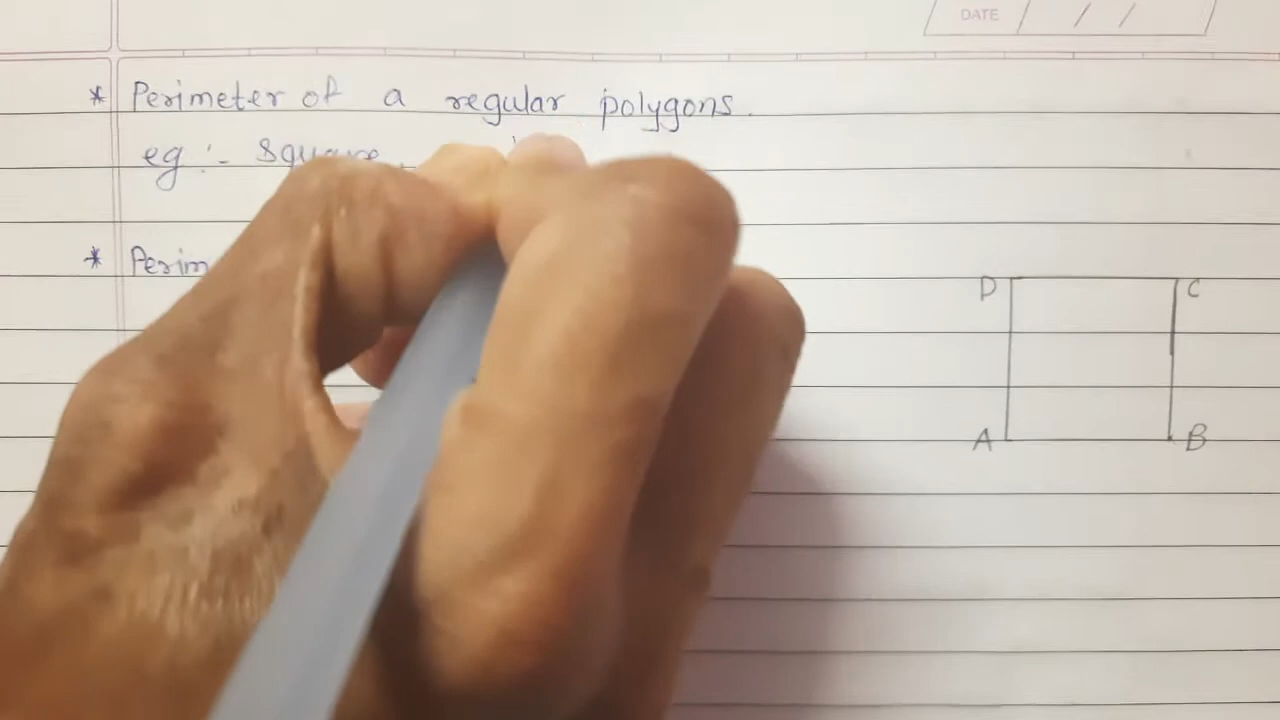 DATE / / /
* Perimeter of a regular polygons.
eg :- square
* Perim
D C
A B